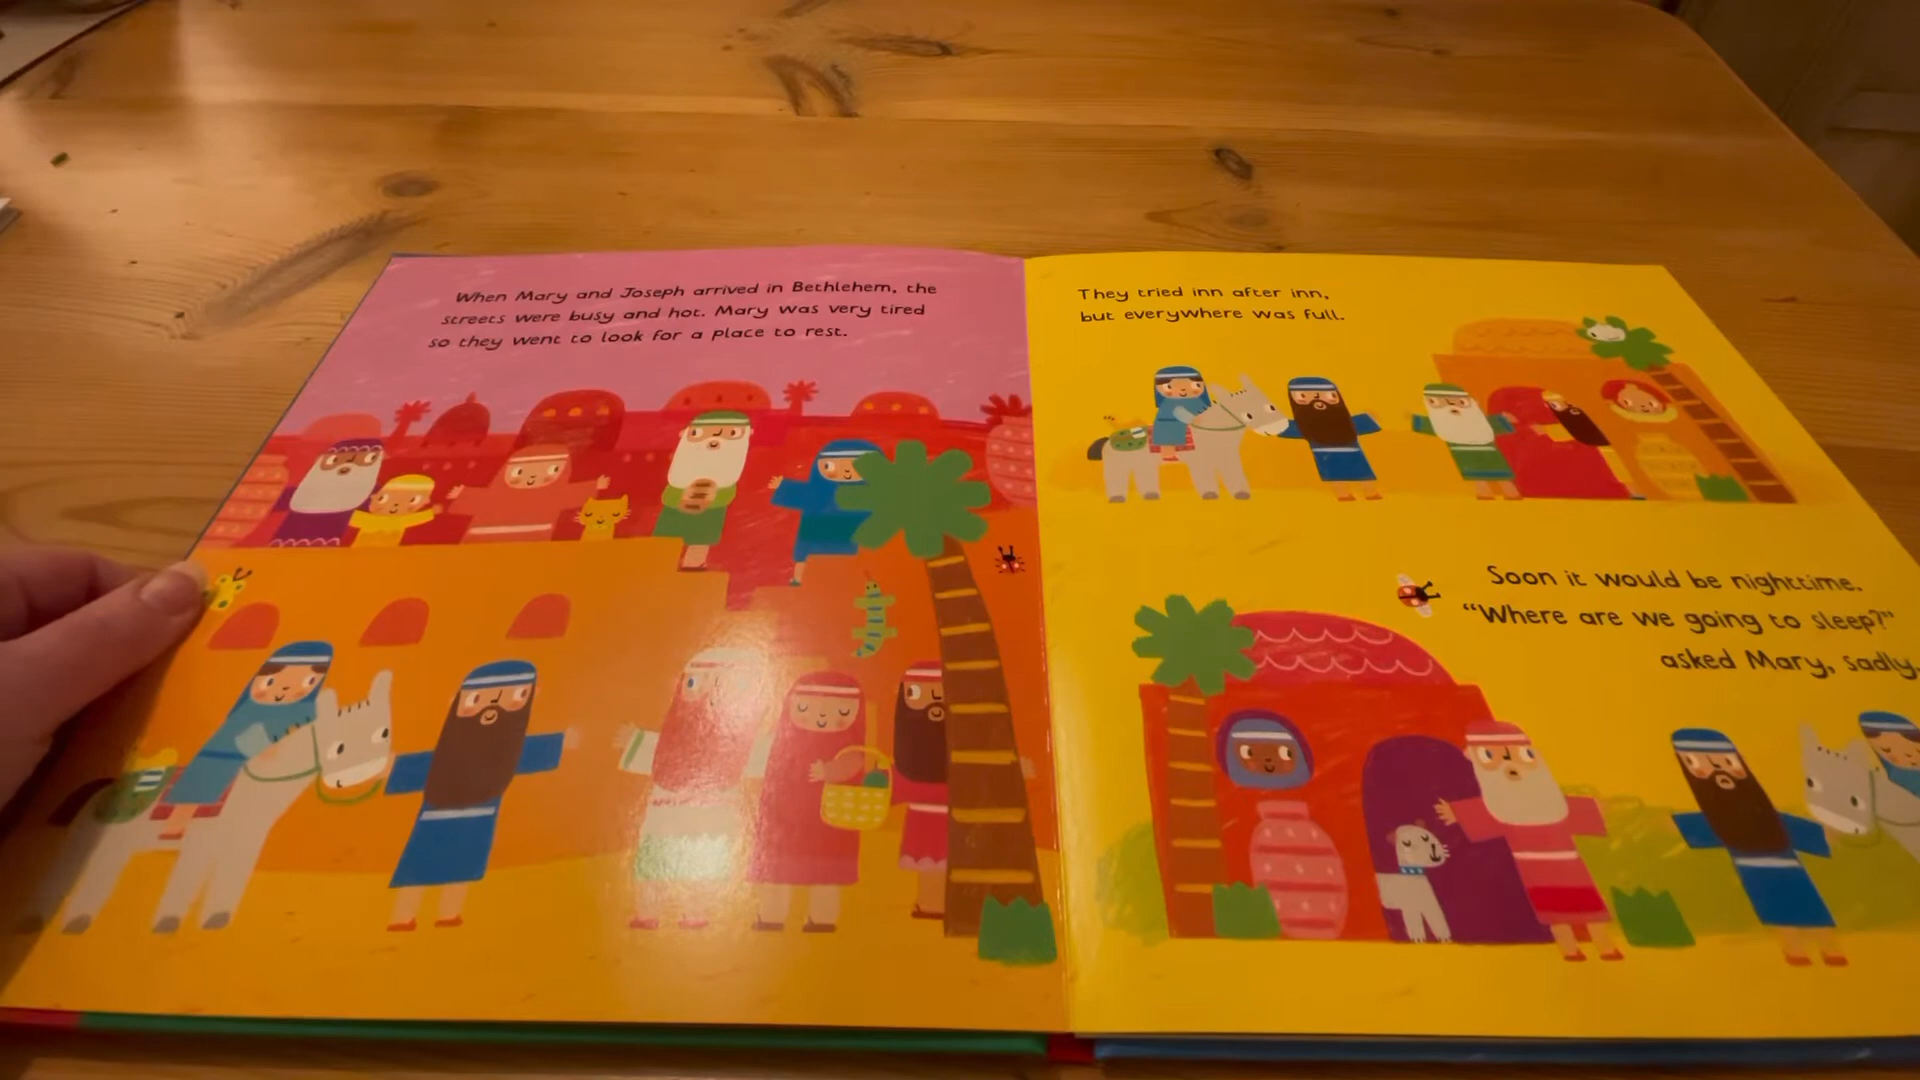 When Mary and Joseph arrived in Bethlehem, the
streets were busy and hot. Mary was very tired
so they went to look for a place to rest.
They tried inn after inn,
but everywhere was full.
Soon it would be nighttime.
“Where are we going to sleep?”
asked Mary, sadly.